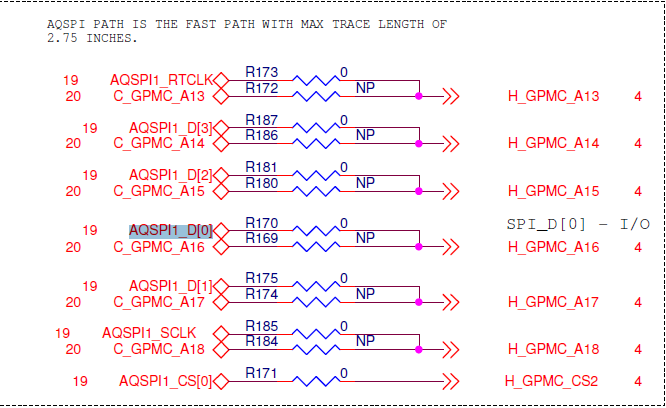 AQSPI PATH IS THE FAST PATH WITH MAX TRACE LENGTH OF
2.75 INCHES.
19 AQSPI1_RTCLK R173 0
20 C_GPMC_A13 R172 NP H_GPMC_A13 4
19 AQSPI1_D[3] R187 0
20 C_GPMC_A14 R186 NP H_GPMC_A14 4
19 AQSPI1_D[2] R181 0
20 C_GPMC_A15 R180 NP H_GPMC_A15 4
19 AQSPI1_D[0] R170 0 SPI_D[0] - I/O
20 C_GPMC_A16 R169 NP H_GPMC_A16 4
19 AQSPI1_D[1] R175 0
20 C_GPMC_A17 R174 NP H_GPMC_A17 4
19 AQSPI1_SCLK R185 0
20 C_GPMC_A18 R184 NP H_GPMC_A18 4
19 AQSPI1_CS[0] R171 0 H_GPMC_CS2 4